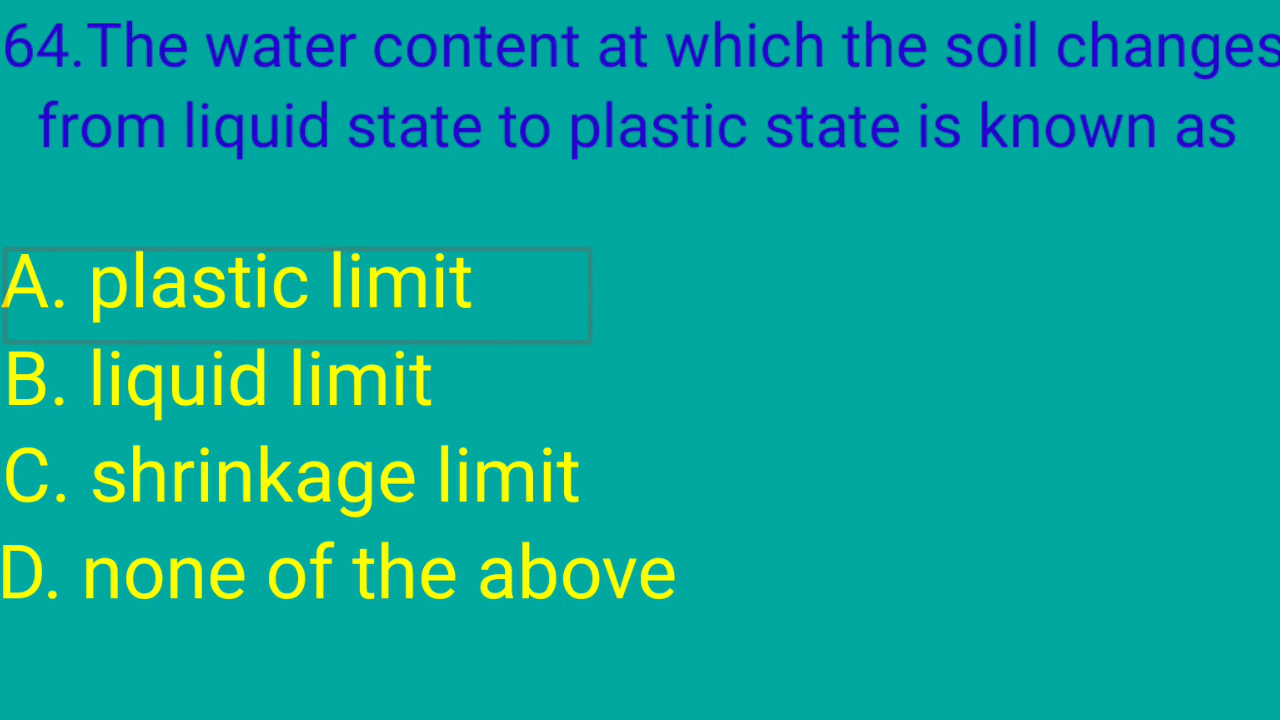 64.The water content at which the soil changes
from liquid state to plastic state is known as
A. plastic limit
B. liquid limit
C. shrinkage limit
D. none of the above